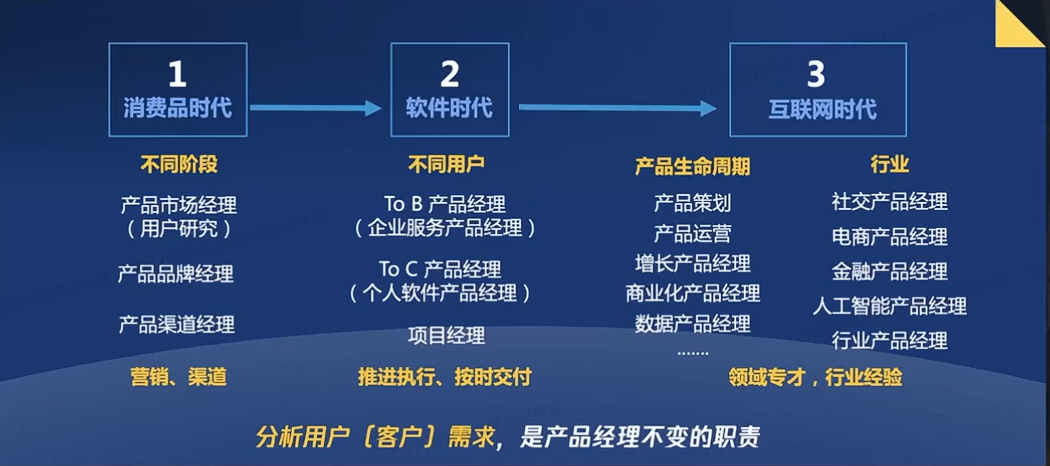 1
消费品时代
不同阶段
产品市场经理
（用户研究）
产品品牌经理
产品渠道经理
营销、渠道
2
软件时代
不同用户
To B 产品经理
（企业服务产品经理）
To C 产品经理
（个人软件产品经理）
项目经理
推进执行、按时交付
3
互联网时代
产品生命周期
产品策划
产品运营
增长产品经理
商业化产品经理
数据产品经理
.......
行业
社交产品经理
电商产品经理
金融产品经理
人工智能产品经理
行业产品经理
领域专才，行业经验
分析用户〔客户〕需求，是产品经理不变的职责